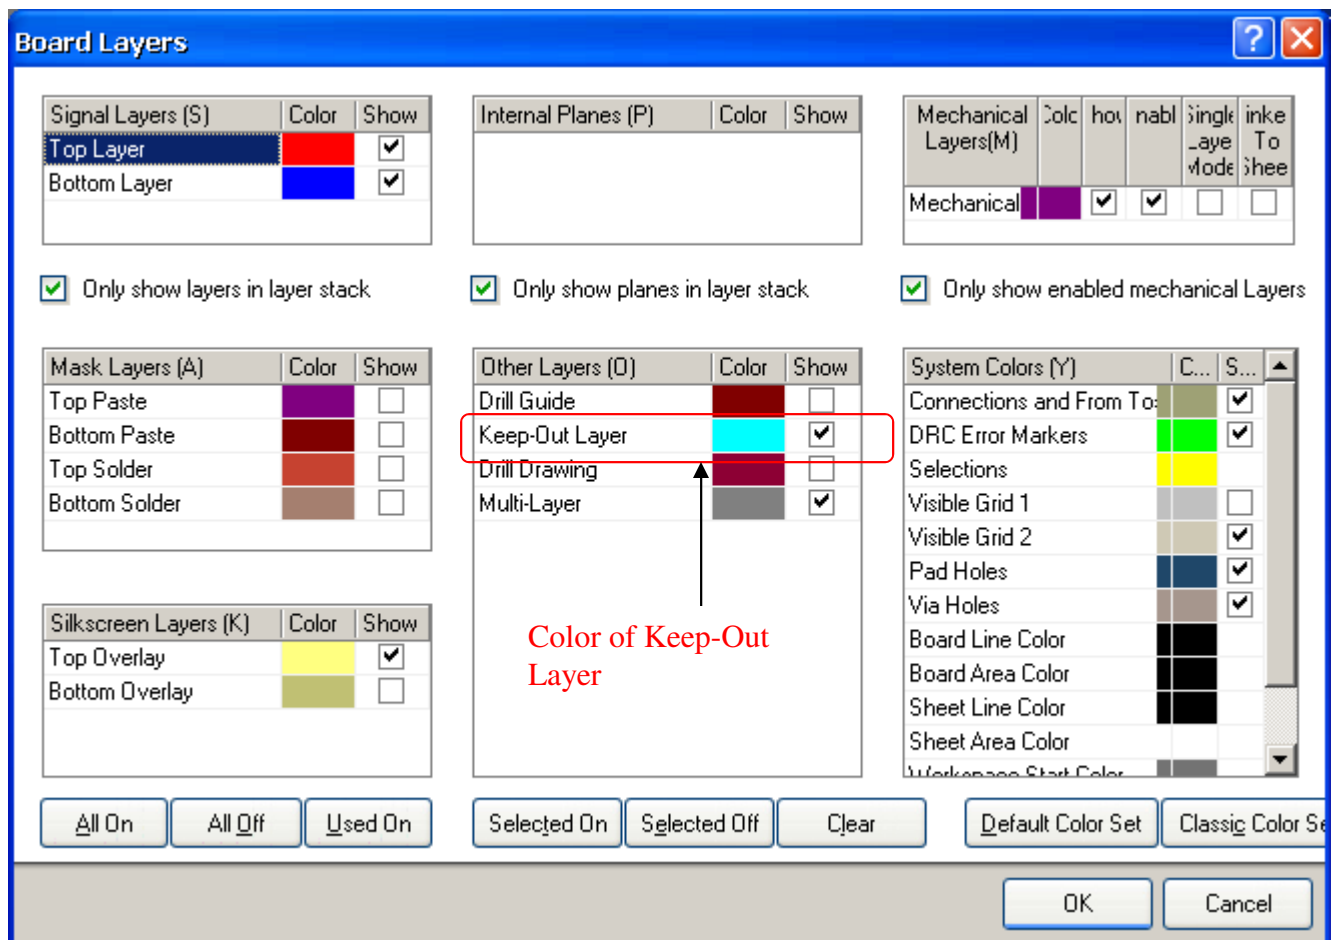 Board Layers
Signal Layers (S) Color Show
Top Layer
Bottom Layer
Internal Planes (P) Color Show
Mechanical Layers(M)
Mechanical
Only show layers in layer stack
Only show planes in layer stack
Only show enabled mechanical Layers
Mask Layers (A) Color Show
Top Paste
Bottom Paste
Top Solder
Bottom Solder
Other Layers (O) Color Show
Drill Guide
Keep-Out Layer
Drill Drawing
Multi-Layer
Color of Keep-Out
Layer
System Colors (Y) C... S...
Connections and From To
DRC Error Markers
Selections
Visible Grid 1
Visible Grid 2
Pad Holes
Via Holes
Board Line Color
Board Area Color
Sheet Line Color
Sheet Area Color
Workspace Start Color
Silkscreen Layers (K) Color Show
Top Overlay
Bottom Overlay
All On All Off Used On
Selected On Selected Off Clear
Default Color Set Classic Color Se
OK Cancel